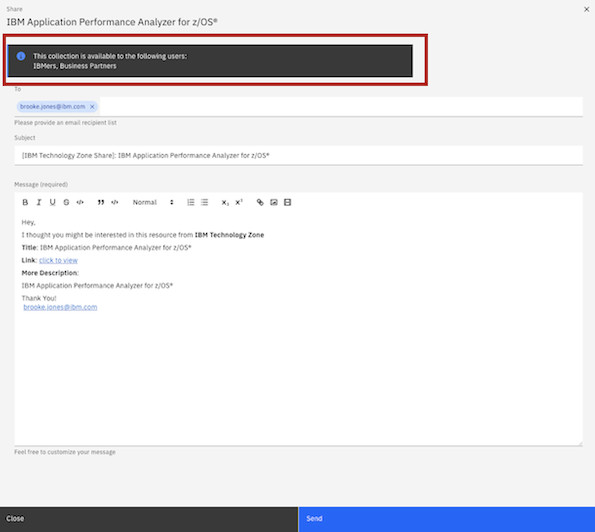 Share
IBM Application Performance Analyzer for z/OS®
This collection is available to the following users:
IBMers, Business Partners
To
brooke.jones@ibm.com
Please provide an email recipient list
Subject
[IBM Technology Zone Share]: IBM Application Performance Analyzer for z/OS®
Message (required)
Normal
Hey,
I thought you might be interested in this resource from IBM Technology Zone
Title: IBM Application Performance Analyzer for z/OS®
Link: click to view
More Description:
IBM Application Performance Analyzer for z/OS®
Thank You!
brooke.jones@ibm.com
Feel free to customize your message
Close
Send